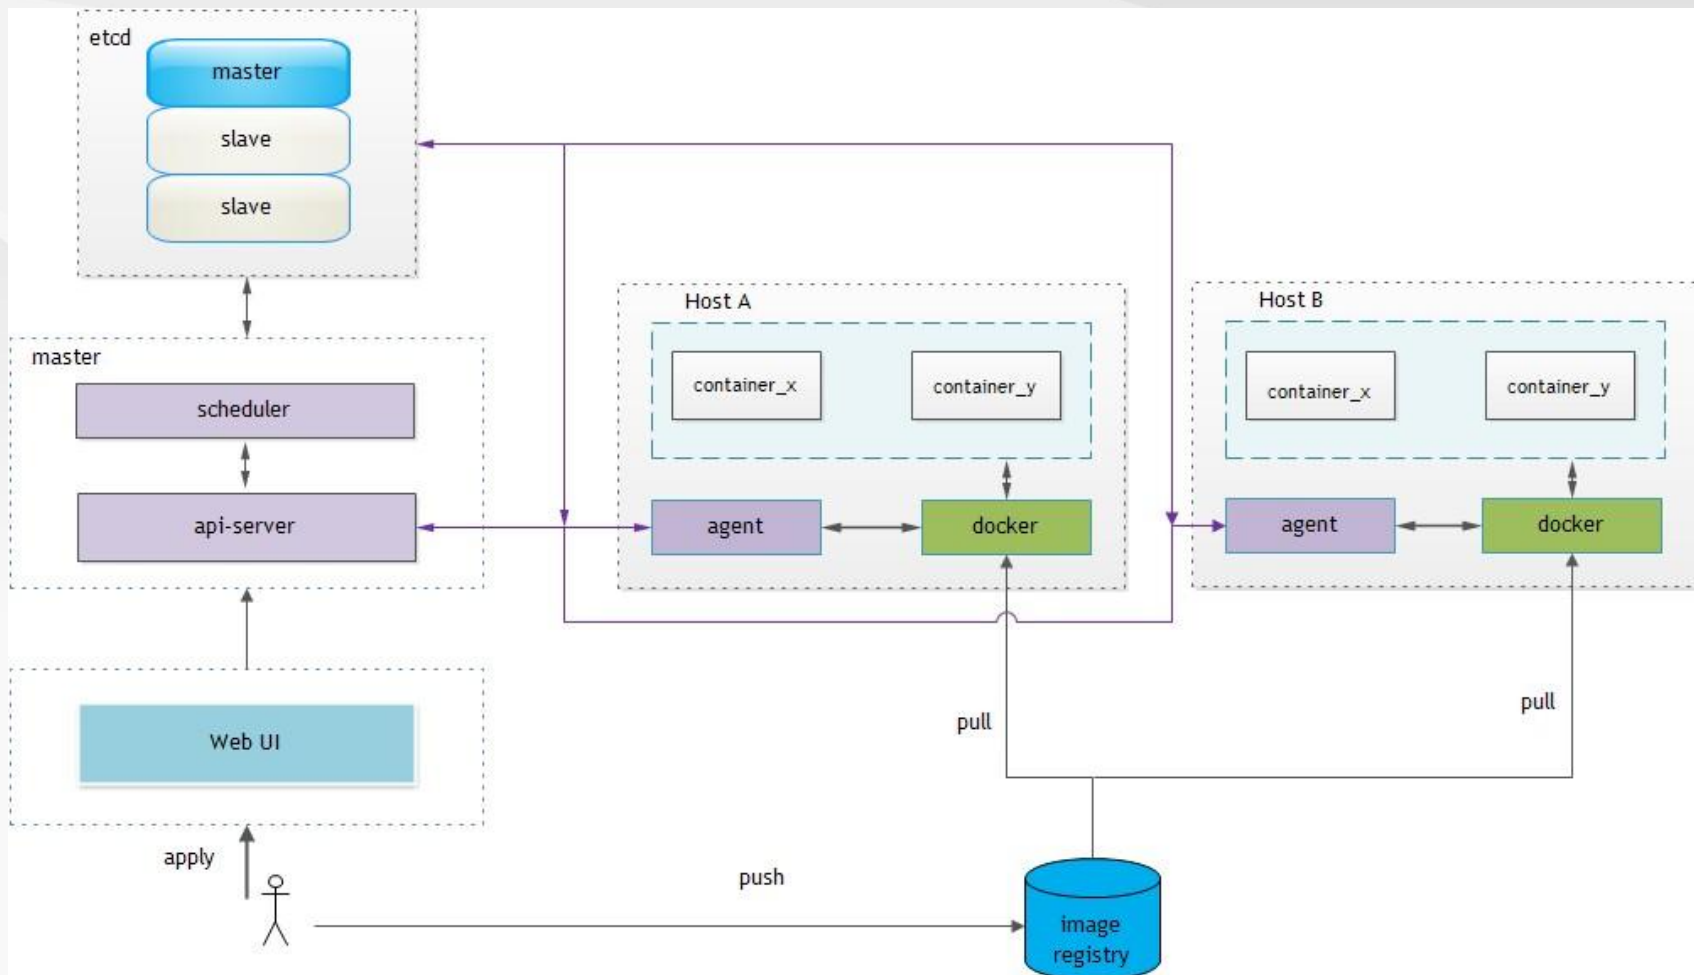 etcd
master
slave
slave
master
scheduler
api-server
Web UI
apply
push
Host A
container_x
container_y
agent
docker
Host B
container_x
container_y
agent
docker
pull
pull
image
registry